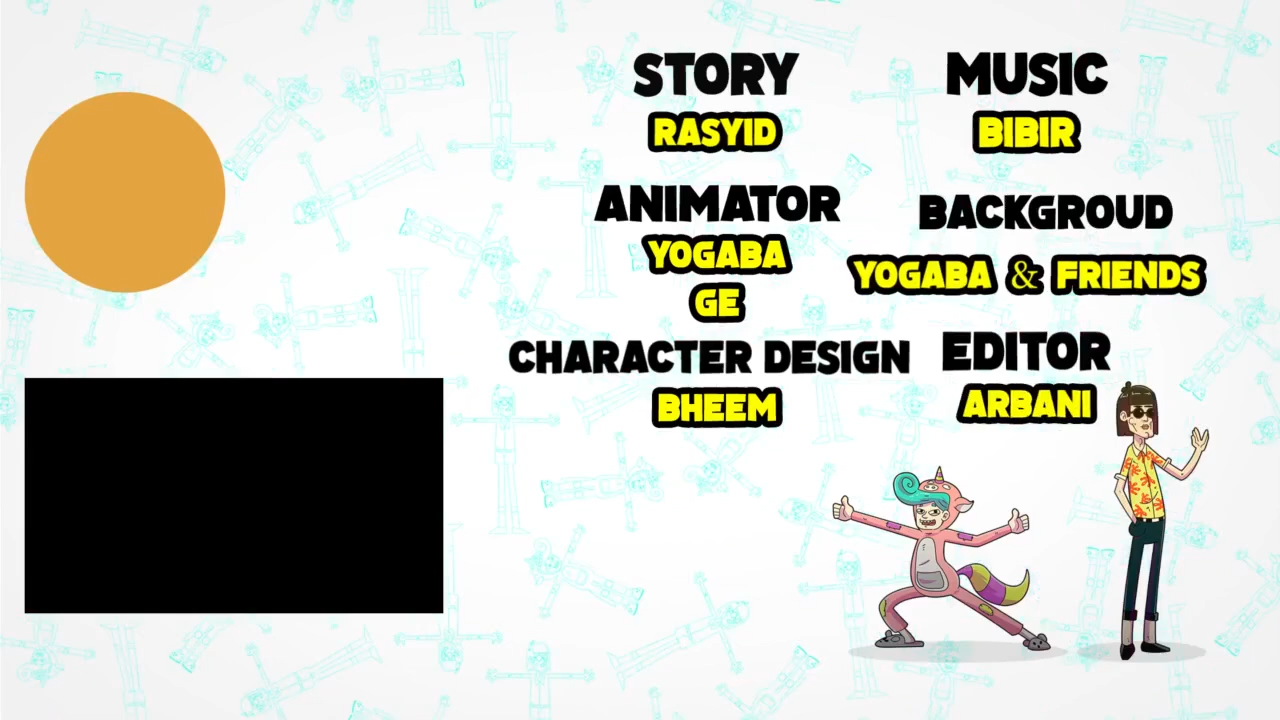 STORY
RASYID
ANIMATOR
YOGABA
GE
CHARACTER DESIGN
BHEEM
MUSIC
BIBIR
BACKGROUD
YOGABA & FRIENDS
EDITOR
ARBANI